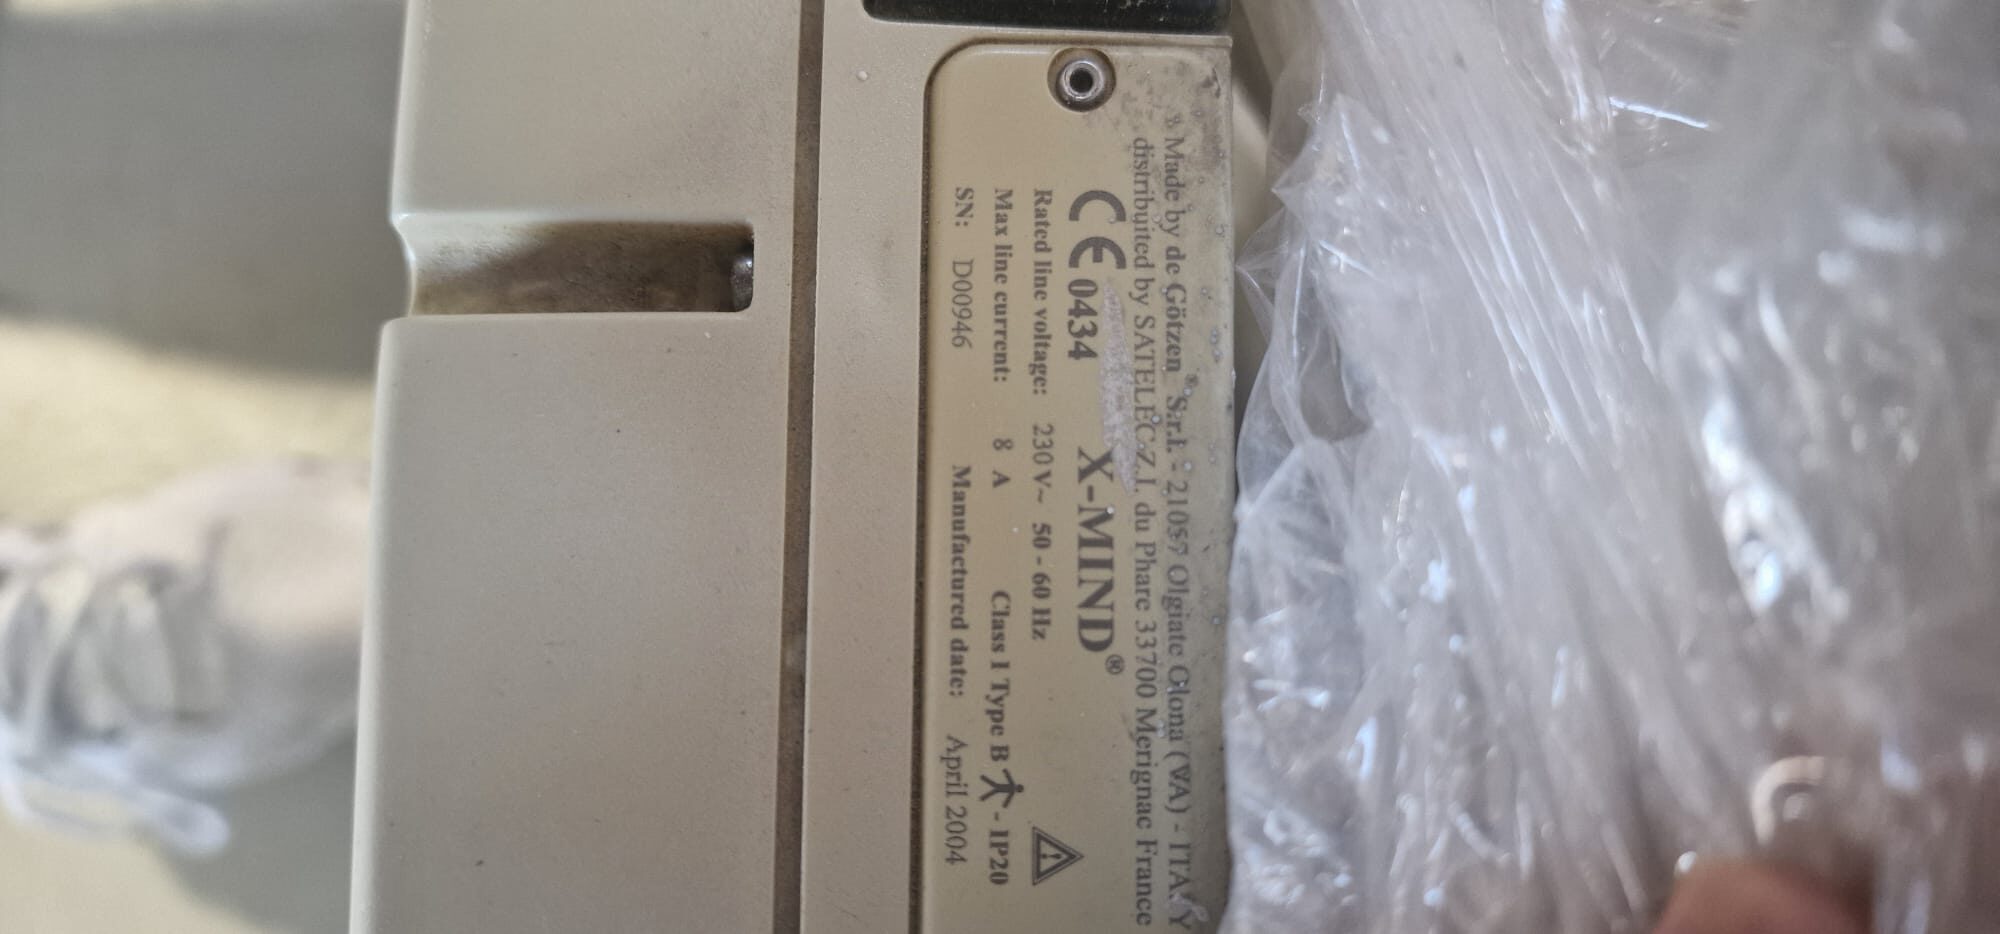 Made by de Götzen® S.r.l. - 21057 Olgiate Olona (VA) - ITALY
distribuited by SATELEC Z.I. du Phare 33700 Merignac France
CE 0434 X-MIND®
Rated line voltage: 230 V~ 50 - 60 Hz
Max line current: 8 A Class I Type B - IP20
SN: D00946 Manufactured date: April 2004